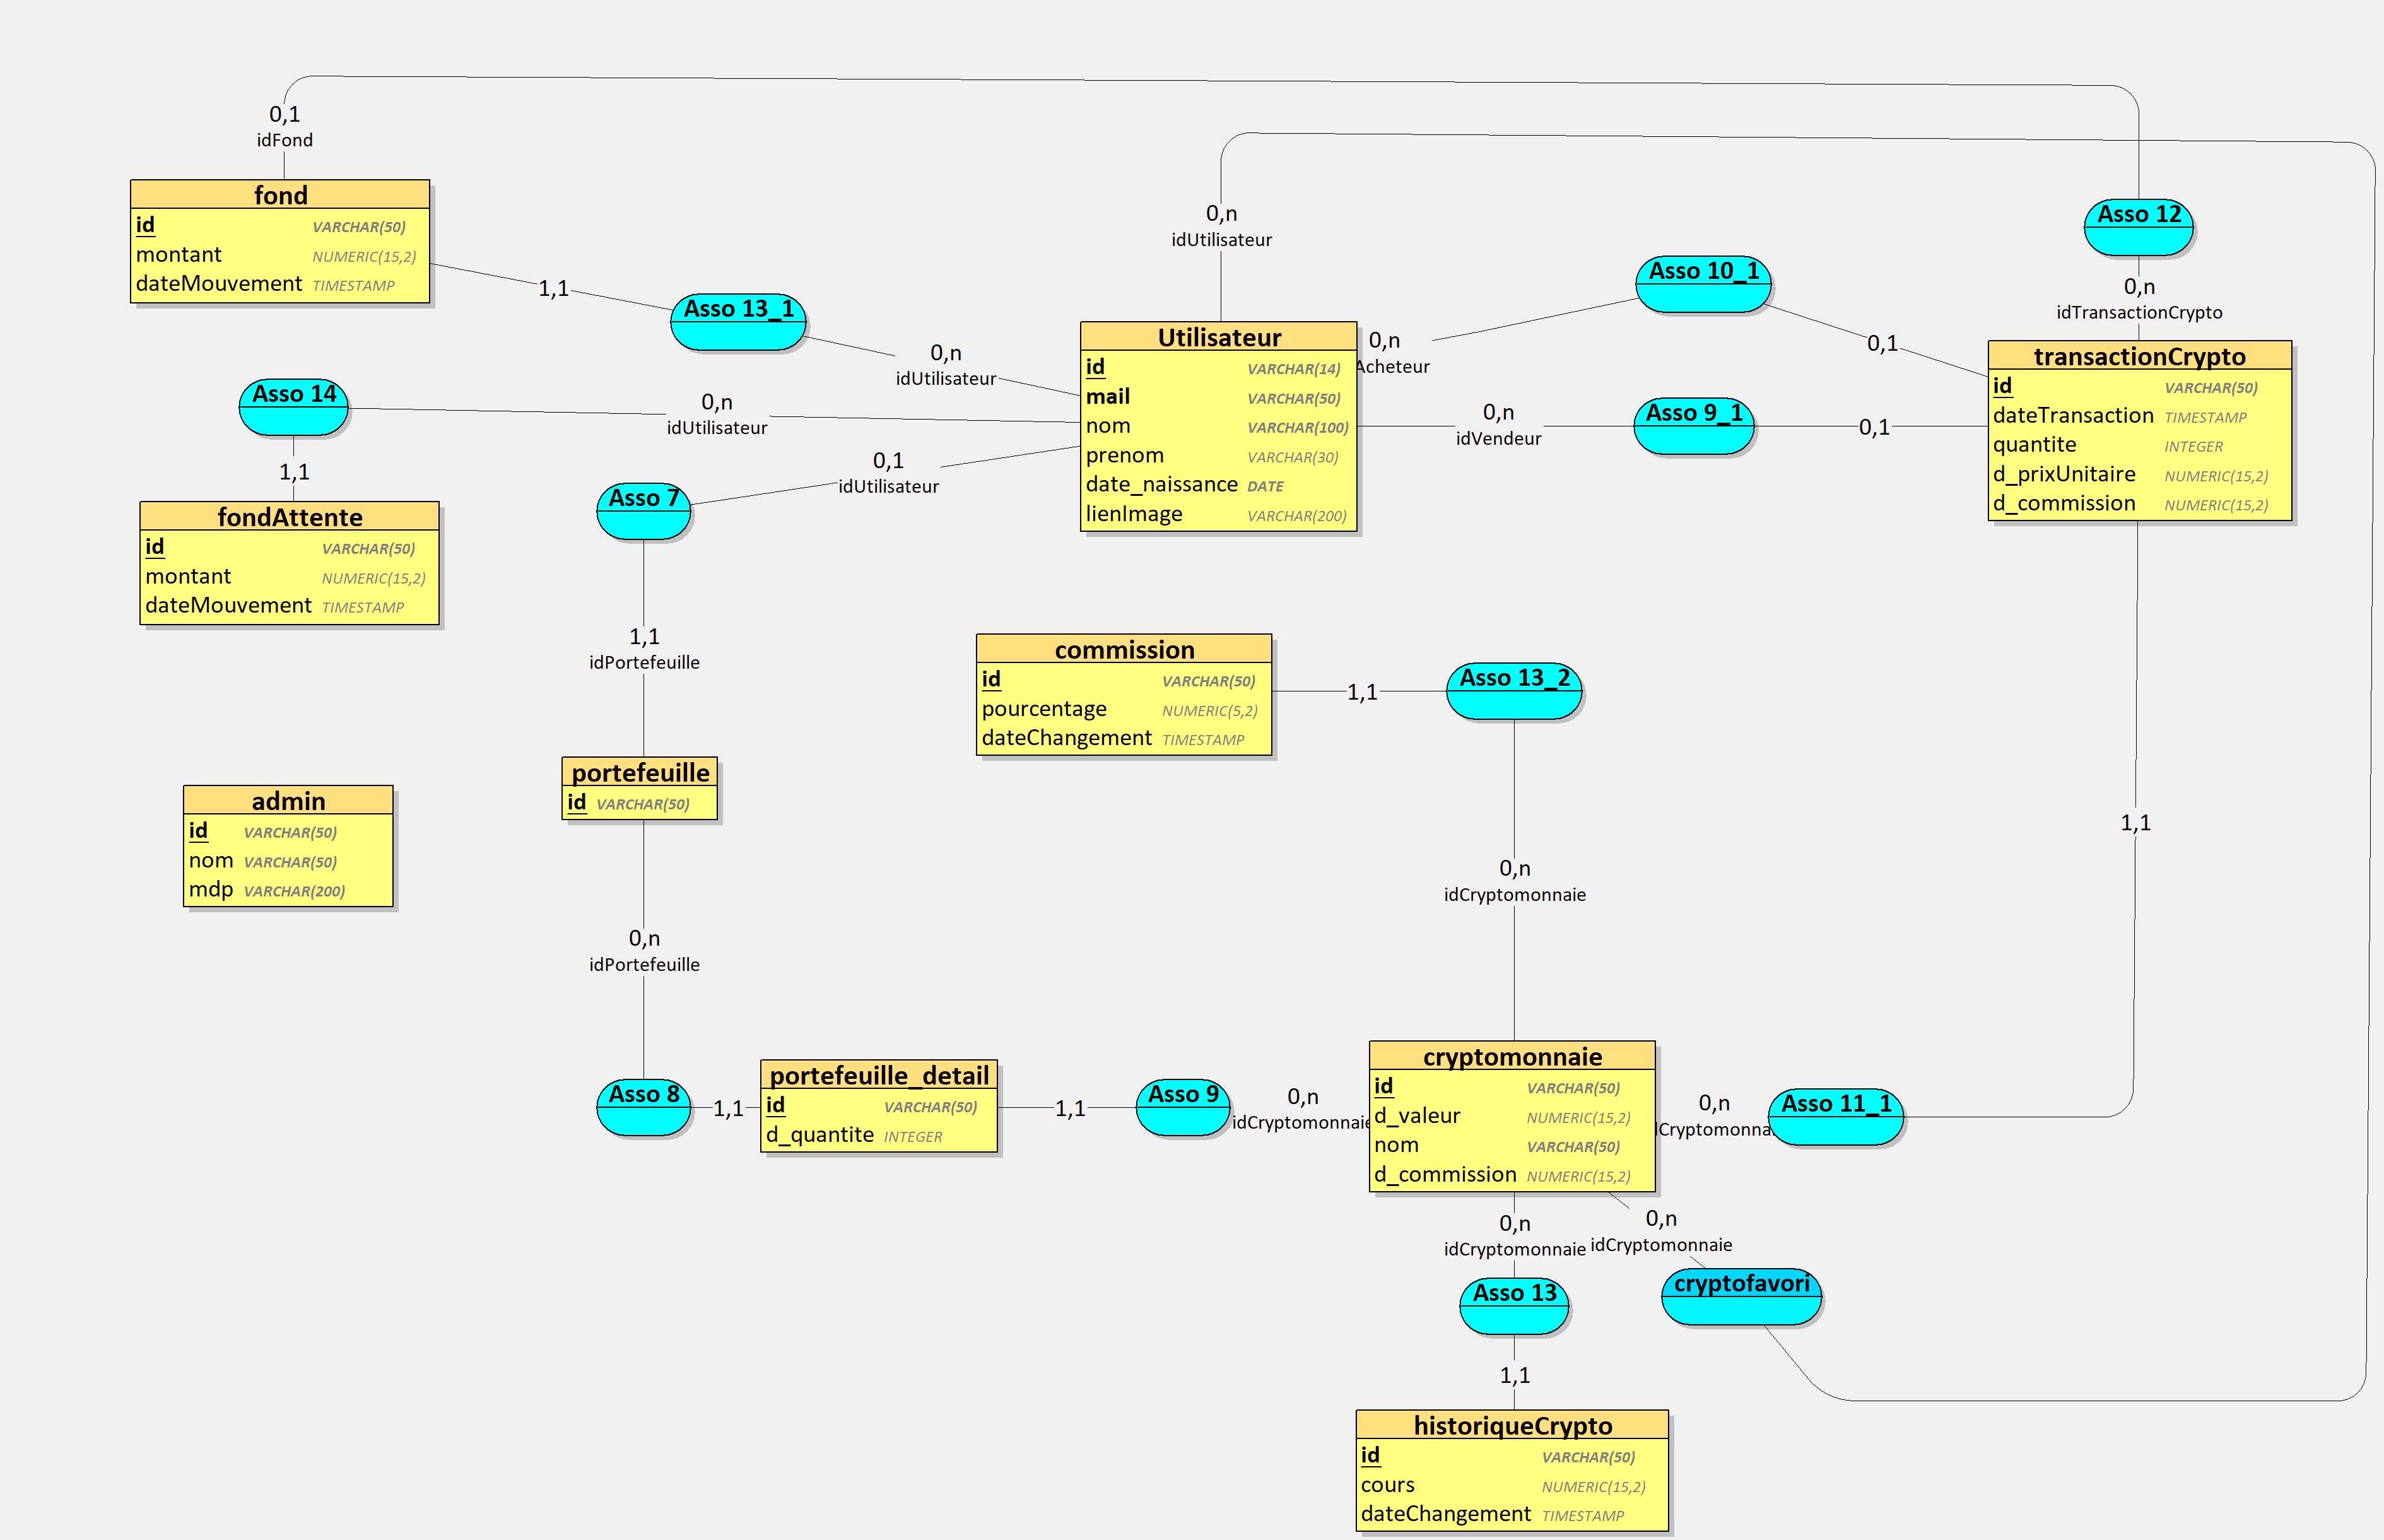 0,1
idFond
fond
id VARCHAR(50)
montant NUMERIC(15,2)
dateMouvement TIMESTAMP
1,1
Asso 13_1
0,n
idUtilisateur
0,n
idUtilisateur
Asso 10_1
Asso 12
0,n
idTransactionCrypto
Utilisateur
id VARCHAR(14)
mail VARCHAR(50)
nom VARCHAR(100)
prenom VARCHAR(30)
date_naissance DATE
lienImage VARCHAR(200)
0,n
Acheteur
0,1
0,n
idVendeur
Asso 9_1
0,1
transactionCrypto
id VARCHAR(50)
dateTransaction TIMESTAMP
quantite INTEGER
d_prixUnitaire NUMERIC(15,2)
d_commission NUMERIC(15,2)
Asso 14
0,n
idUtilisateur
1,1
fondAttente
id VARCHAR(50)
montant NUMERIC(15,2)
dateMouvement TIMESTAMP
0,1
idUtilisateur
Asso 7
1,1
idPortefeuille
commission
id VARCHAR(50)
pourcentage NUMERIC(5,2)
dateChangement TIMESTAMP
1,1
Asso 13_2
admin
id VARCHAR(50)
nom VARCHAR(50)
mdp VARCHAR(200)
portefeuille
id VARCHAR(50)
1,1
0,n
idCryptomonnaie
0,n
idPortefeuille
Asso 8
1,1
portefeuille_detail
id VARCHAR(50)
d_quantite INTEGER
1,1
Asso 9
0,n
idCryptomonnaie
cryptomonnaie
id VARCHAR(50)
d_valeur NUMERIC(15,2)
nom VARCHAR(50)
d_commission NUMERIC(15,2)
0,n
dCryptomonna
Asso 11_1
0,n
idCryptomonnaie
0,n
idCryptomonnaie
Asso 13
cryptofavori
1,1
historiqueCrypto
id VARCHAR(50)
cours NUMERIC(15,2)
dateChangement TIMESTAMP